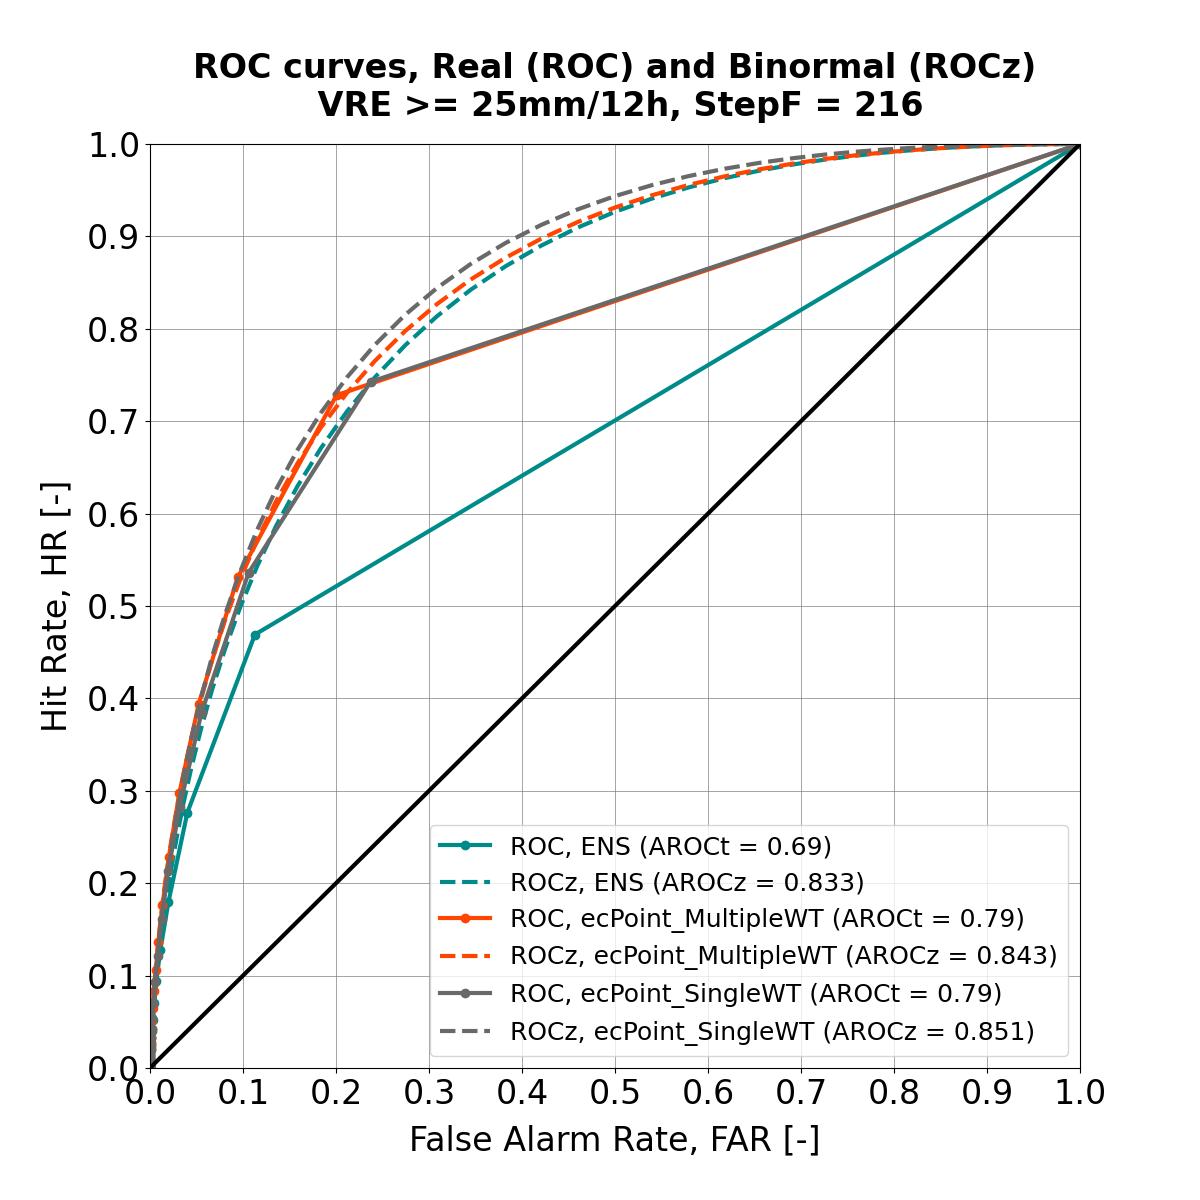 ROC curves, Real (ROC) and Binormal (ROCz)
VRE >= 25mm/12h, StepF = 216
1.0
0.9
0.8
0.7
0.6
0.5
0.4
0.3
0.2
0.1
0.0
Hit Rate, HR [-]
ROC, ENS (AROCt = 0.69)
ROCz, ENS (AROCz = 0.833)
ROC, ecPoint_MultipleWT (AROCt = 0.79)
ROCz, ecPoint_MultipleWT (AROCz = 0.843)
ROC, ecPoint_SingleWT (AROCt = 0.79)
ROCz, ecPoint_SingleWT (AROCz = 0.851)
0.0 0.1 0.2 0.3 0.4 0.5 0.6 0.7 0.8 0.9 1.0
False Alarm Rate, FAR [-]